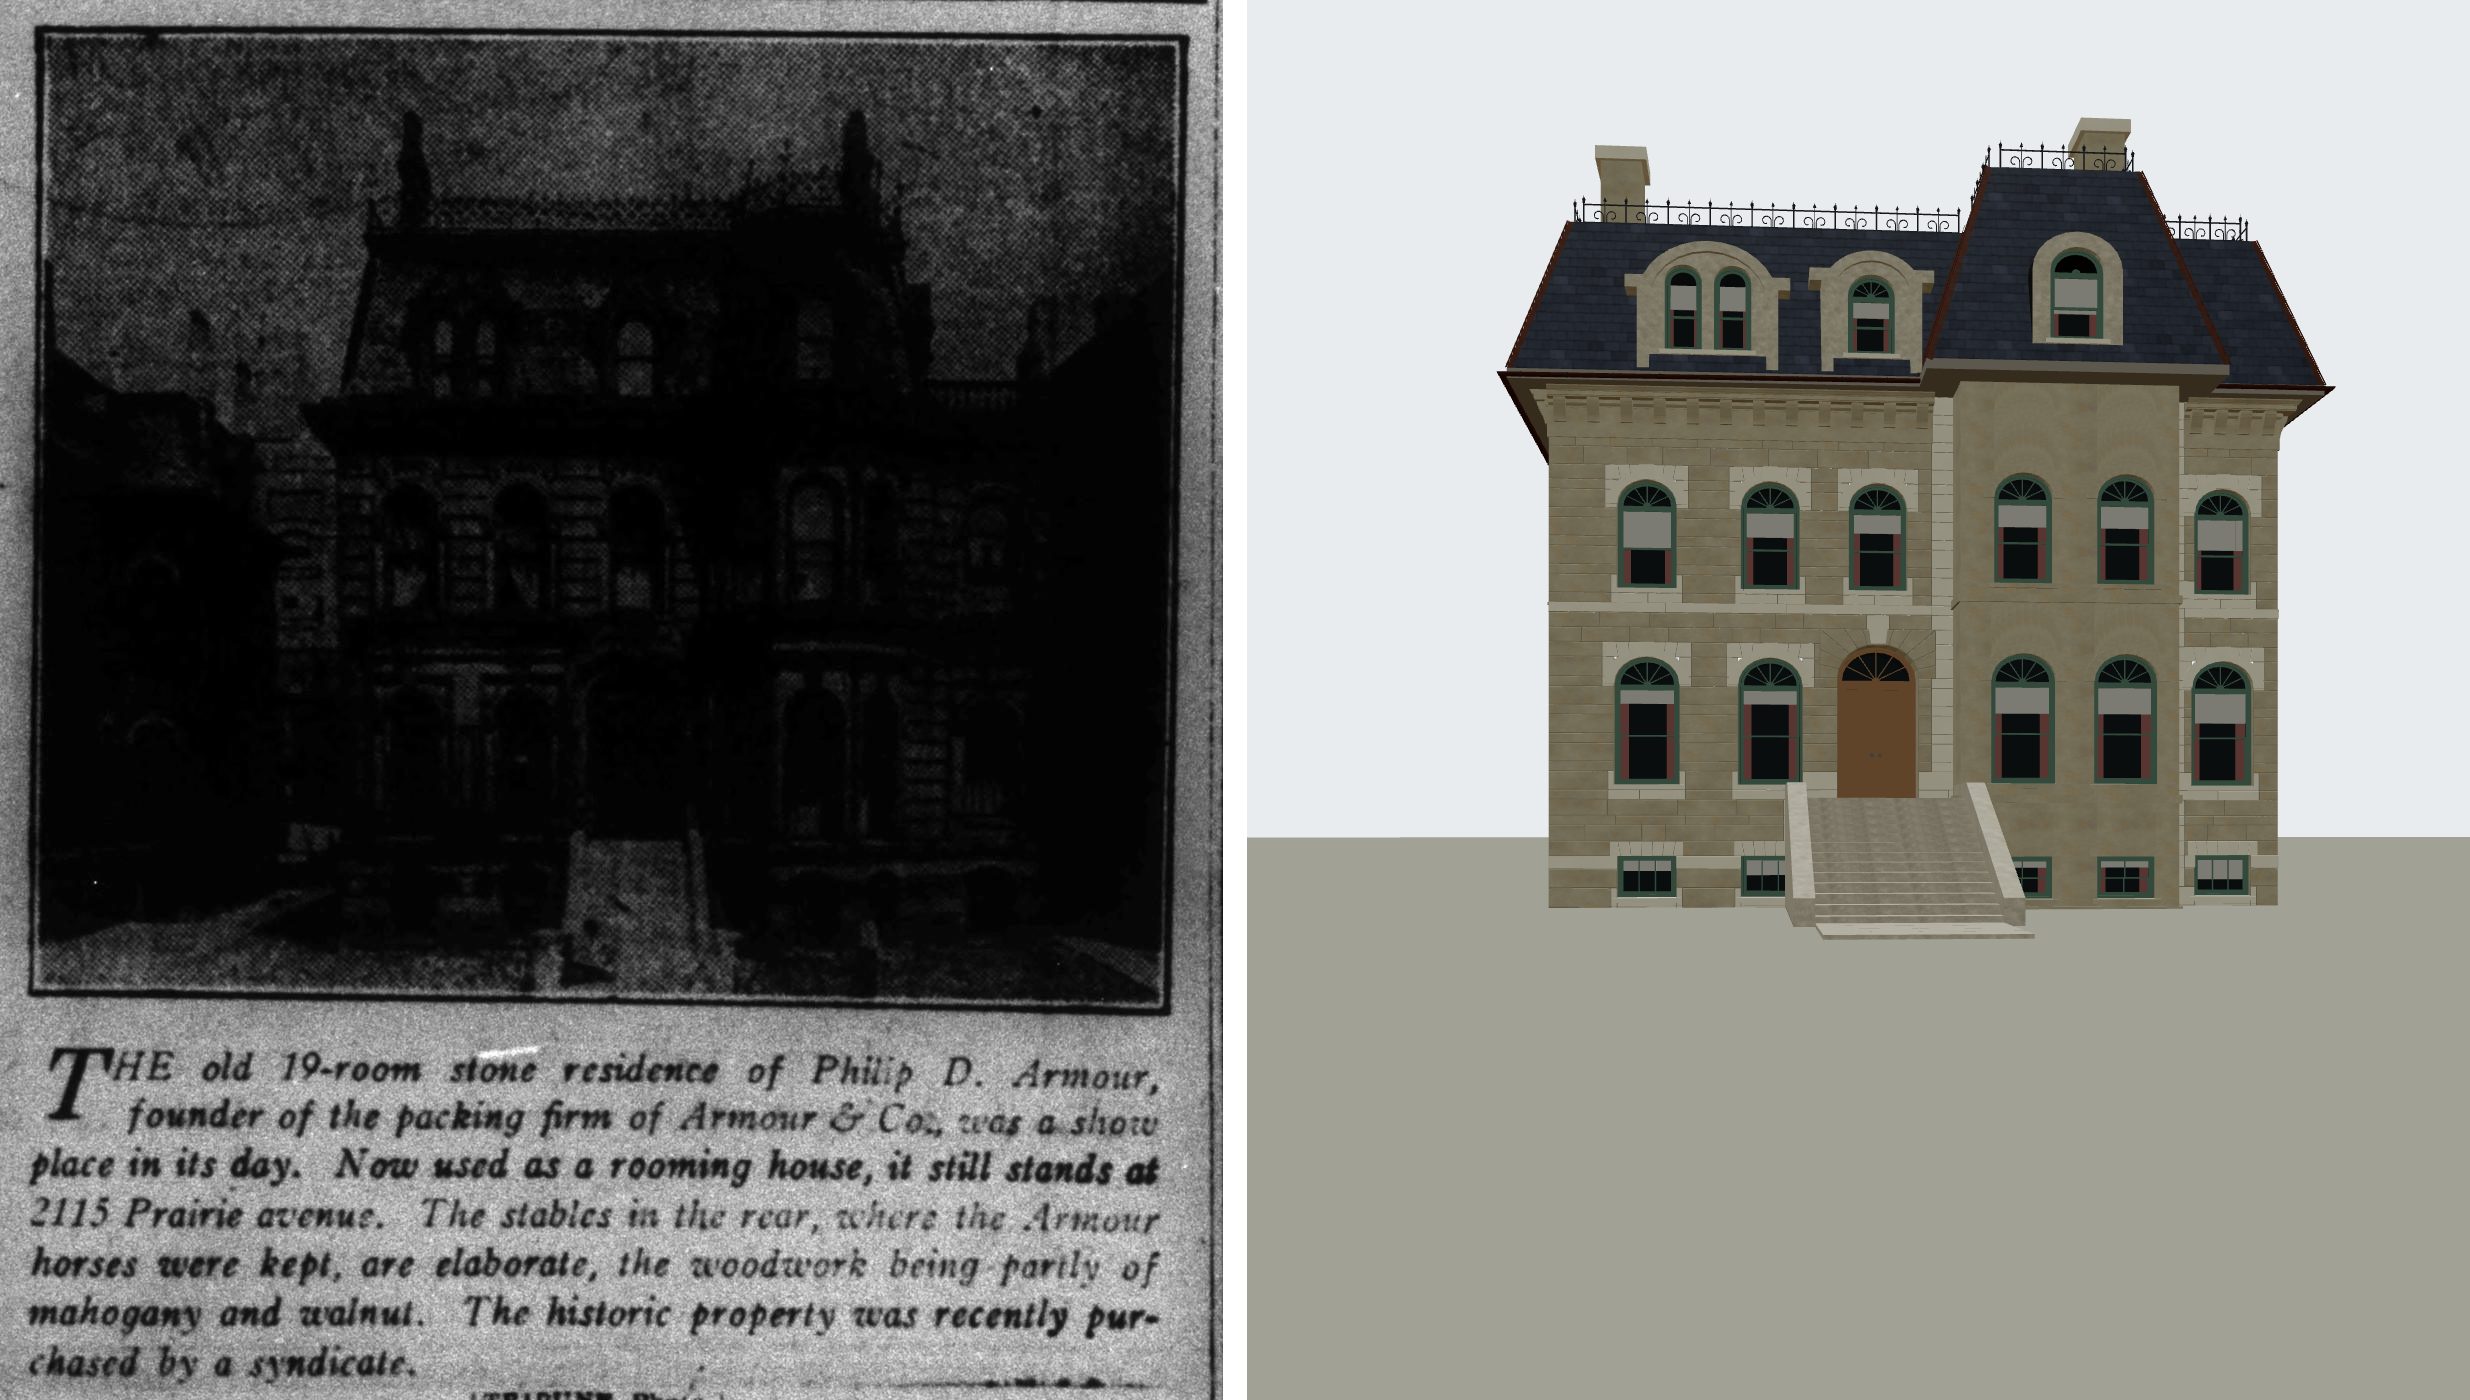 THE old 19-room stone residence of Philip D. Armour,
founder of the packing firm of Armour & Co., was a show
place in its day. Now used as a rooming house, it still stands at
2115 Prairie avenue. The stables in the rear, where the Armour
horses were kept, are elaborate, the woodwork being partly of
mahogany and walnut. The historic property was recently pur-
chased by a syndicate.
[TRIBUNE Photo.]